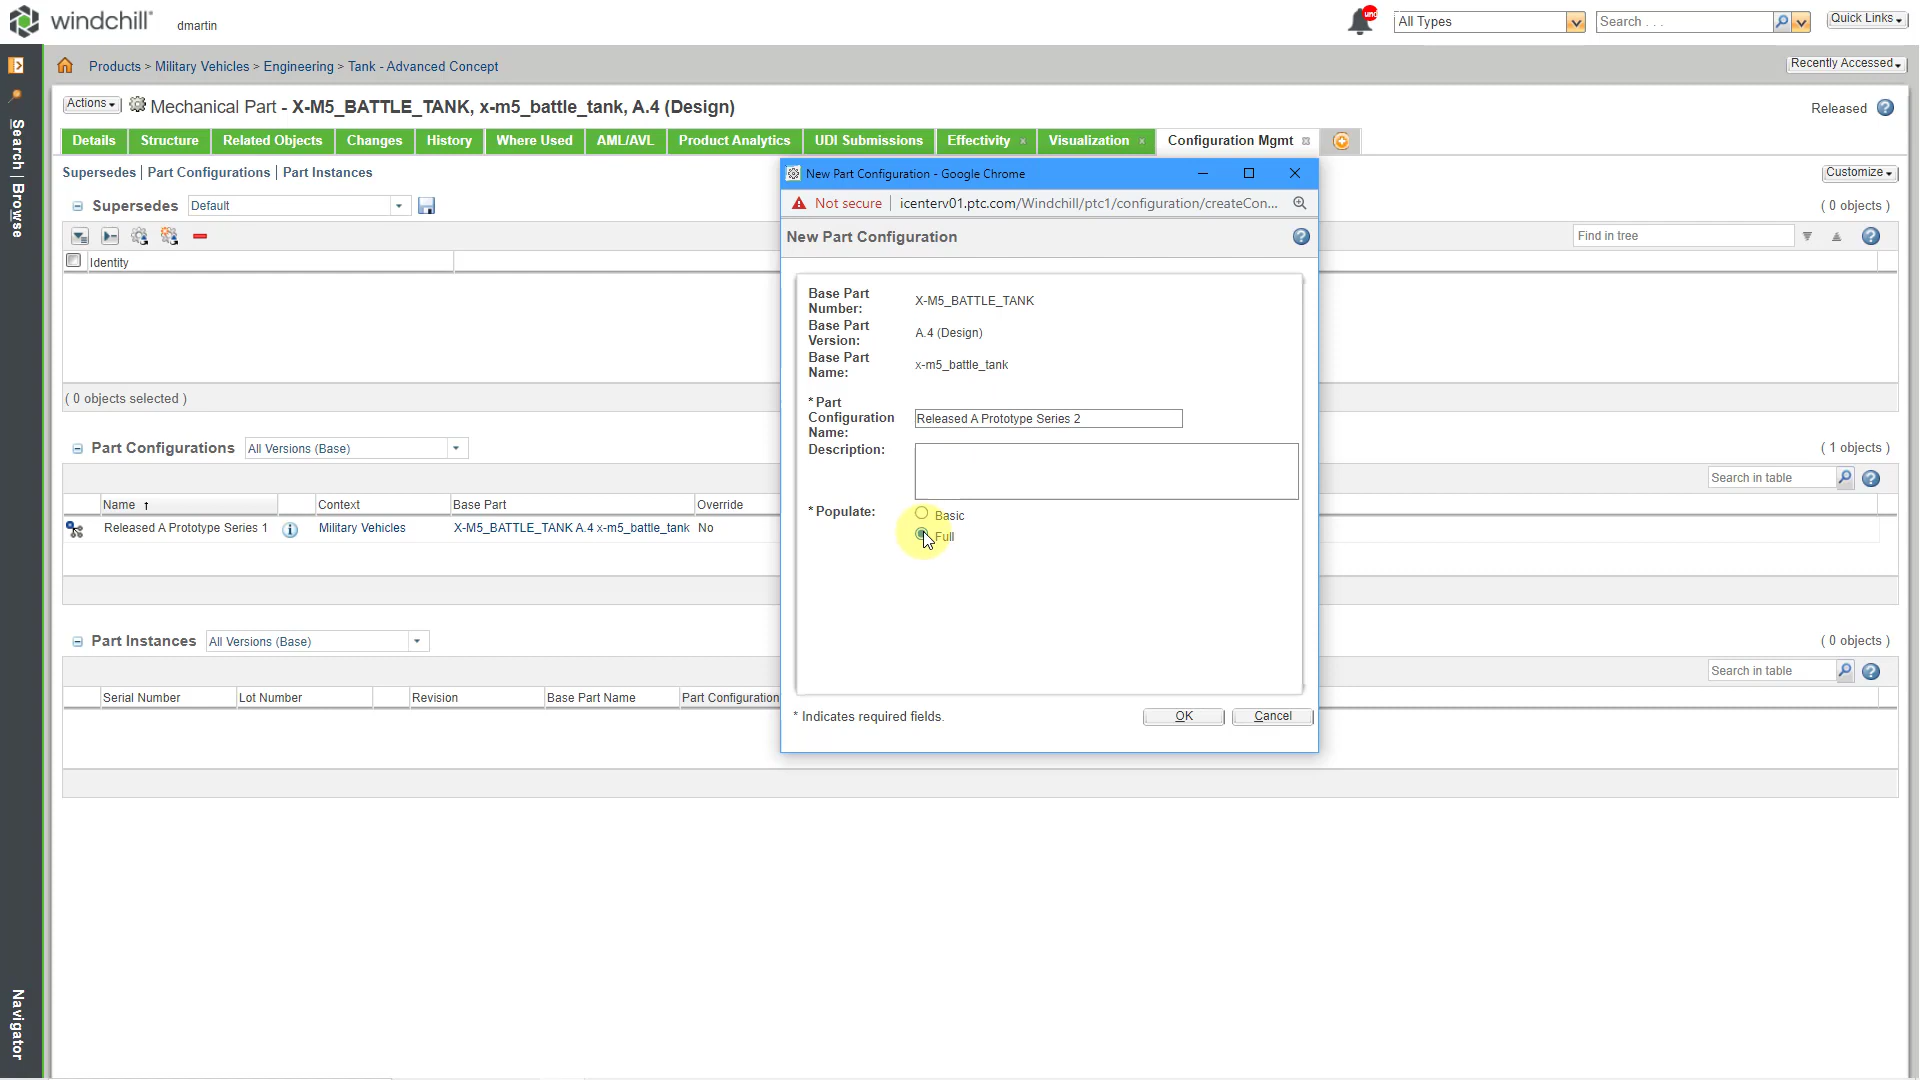 windchill
dmartin
All Types
Search . . .
Quick Links
Products > Military Vehicles > Engineering > Tank - Advanced Concept
Recently Accessed
Search | Browse
Navigator
Actions
Mechanical Part - X-M5_BATTLE_TANK, x-m5_battle_tank, A.4 (Design)
Released
Details Structure Related Objects Changes History Where Used AML/AVL Product Analytics UDI Submissions Effectivity Visualization Configuration Mgmt
Supersedes | Part Configurations | Part Instances
Customize
Supersedes Default
( 0 objects )
Find in tree
Identity
( 0 objects selected )
Part Configurations All Versions (Base)
( 1 objects )
Search in table
Name Context Base Part Override
Released A Prototype Series 1 Military Vehicles X-M5_BATTLE_TANK A.4 x-m5_battle_tank No
Part Instances All Versions (Base)
( 0 objects )
Search in table
Serial Number Lot Number Revision Base Part Name Part Configuration
New Part Configuration - Google Chrome
Not secure icenterv01.ptc.com/Windchill/ptc1/configuration/createCon...
New Part Configuration
Base Part
Number: X-M5_BATTLE_TANK
Base Part
Version: A.4 (Design)
Base Part
Name: x-m5_battle_tank
* Part
Configuration
Name: Released A Prototype Series 2
Description:
* Populate: Basic
Full
* Indicates required fields.
OK Cancel